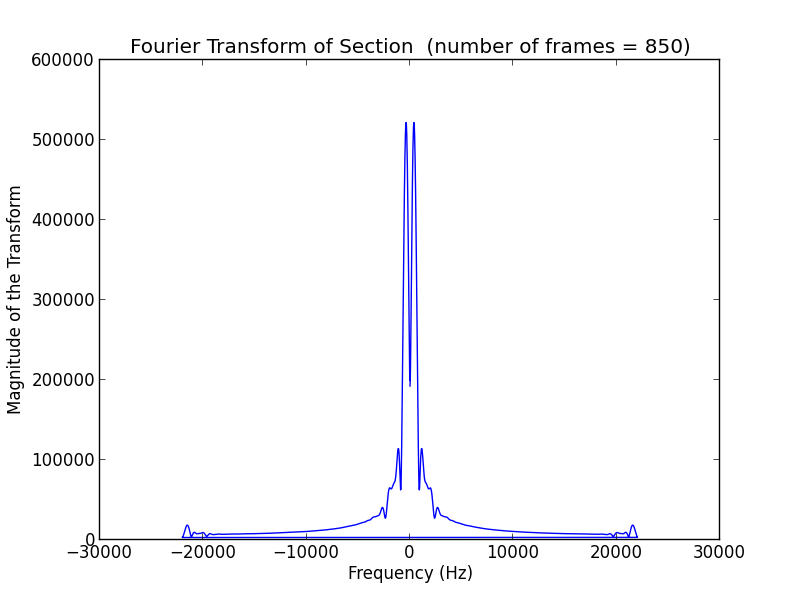 Fourier Transform of Section  (number of frames = 850)
600000
500000
400000
300000
200000
100000
0
Magnitude of the Transform
−30000 −20000 −10000 0 10000 20000 30000
Frequency (Hz)